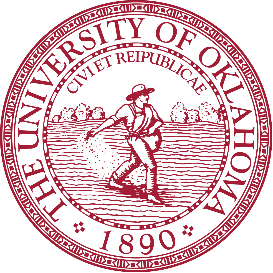 THE UNIVERSITY OF OKLAHOMA
CIVI ET REIPUBLICAE
1890